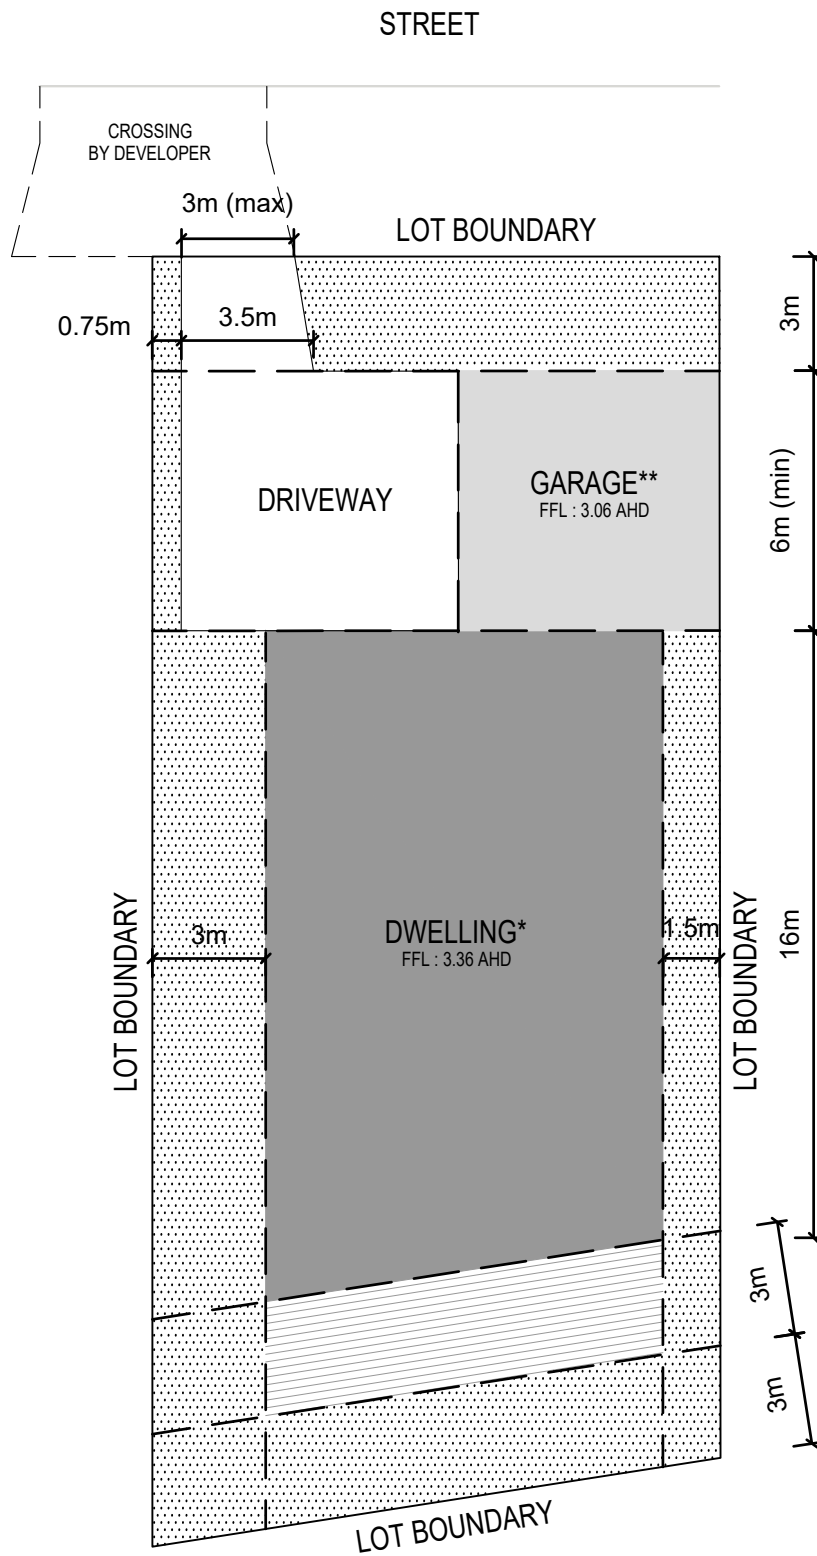 STREET
CROSSING
BY DEVELOPER
3m (max)
LOT BOUNDARY
0.75m
3.5m
3m
DRIVEWAY
GARAGE**
FFL : 3.06 AHD
6m (min)
LOT BOUNDARY
3m
DWELLING*
FFL : 3.36 AHD
1.5m
LOT BOUNDARY
16m
3m
3m
LOT BOUNDARY